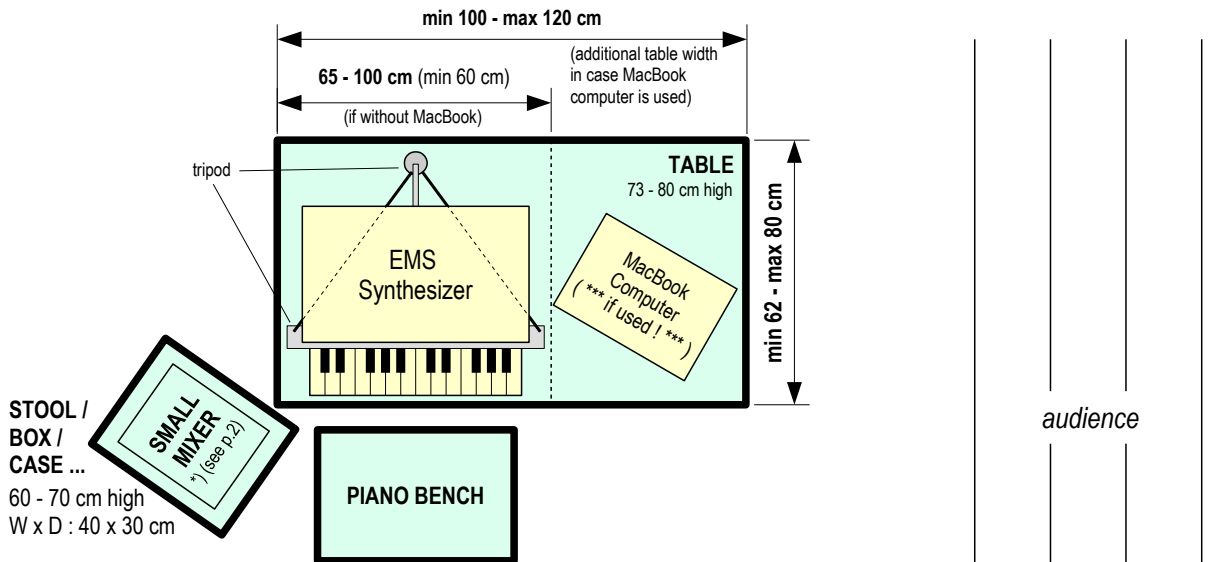 min 100 - max 120 cm
(additional table width
in case MacBook
computer is used)
65 - 100 cm (min 60 cm)
(if without MacBook)
tripod
TABLE
73 - 80 cm high
min 62 - max 80 cm
EMS
Synthesizer
MacBook
Computer
( *** if used ! *** )
STOOL /
BOX /
CASE ...
60 - 70 cm high
W x D : 40 x 30 cm
SMALL
MIXER
*) (see p.2)
PIANO BENCH
audience